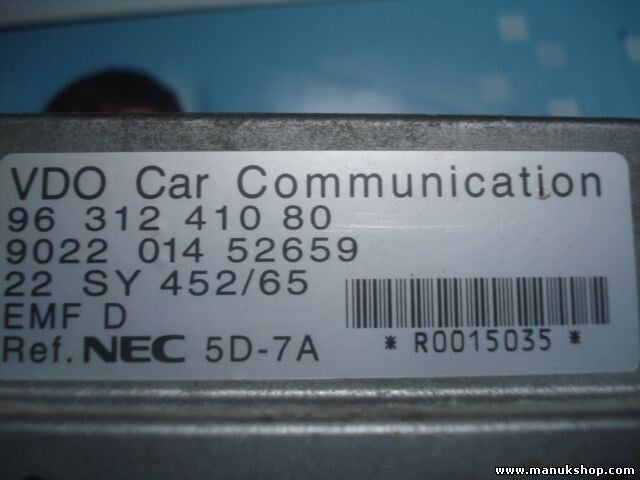 VDO Car Communication
96 312 410 80
9022 014 52659
22 SY 452/65
EMF D
Ref. NEC 5D-7A
* R0015035 *
www.manukshop.com